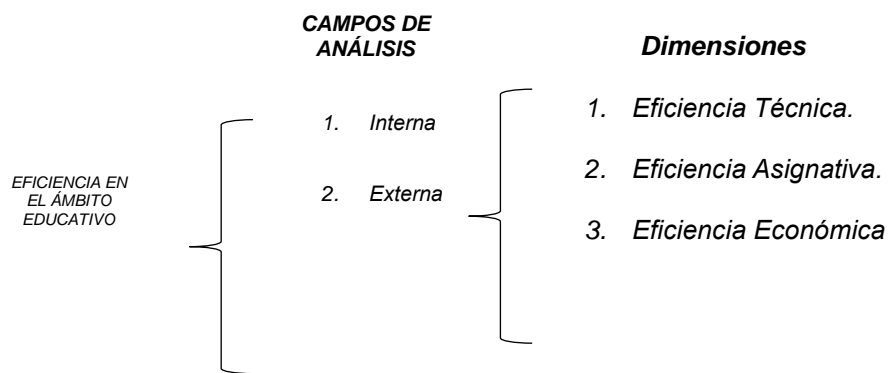 CAMPOS DE
ANÁLISIS
Dimensiones
1. Interna
2. Externa
1. Eficiencia Técnica.
2. Eficiencia Asignativa.
3. Eficiencia Económica
EFICIENCIA EN
EL ÁMBITO
EDUCATIVO